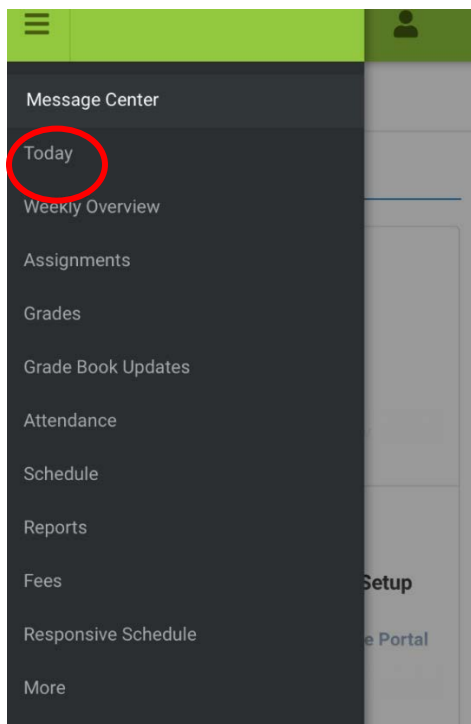 Message Center
Today
Weekly Overview
Assignments
Grades
Grade Book Updates
Attendance
Schedule
Reports
Fees
Setup
Responsive Schedule
e Portal
More